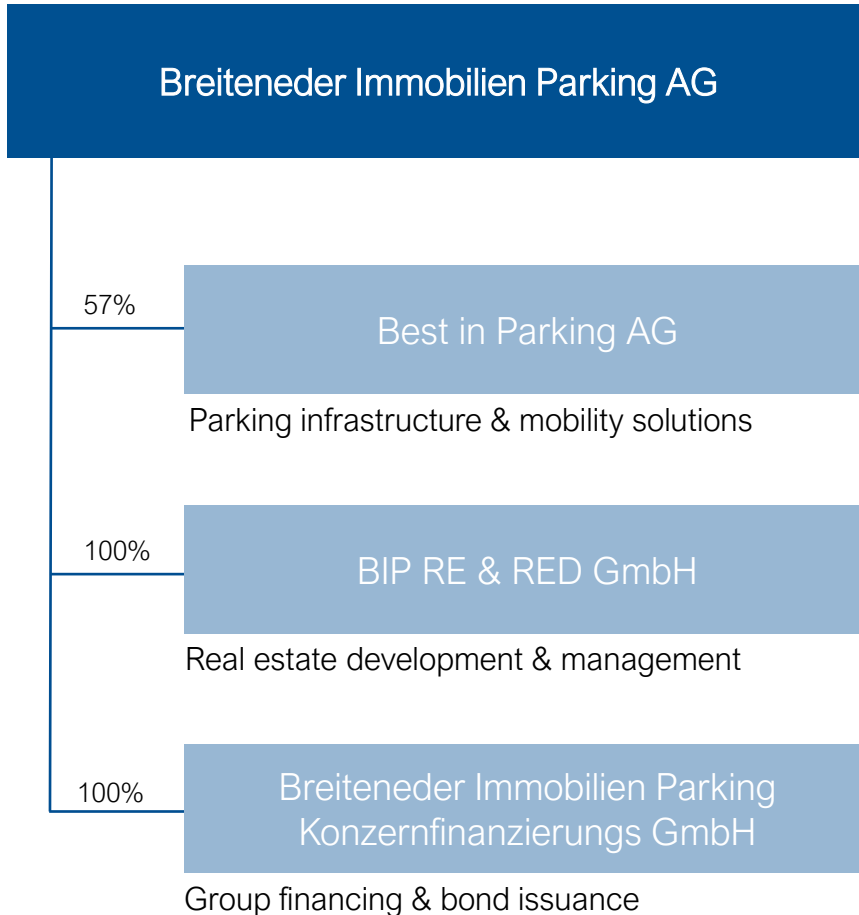 Breiteneder Immobilien Parking AG
57%
Best in Parking AG
Parking infrastructure & mobility solutions
100%
BIP RE & RED GmbH
Real estate development & management
100%
Breiteneder Immobilien Parking
Konzernfinanzierungs GmbH
Group financing & bond issuance